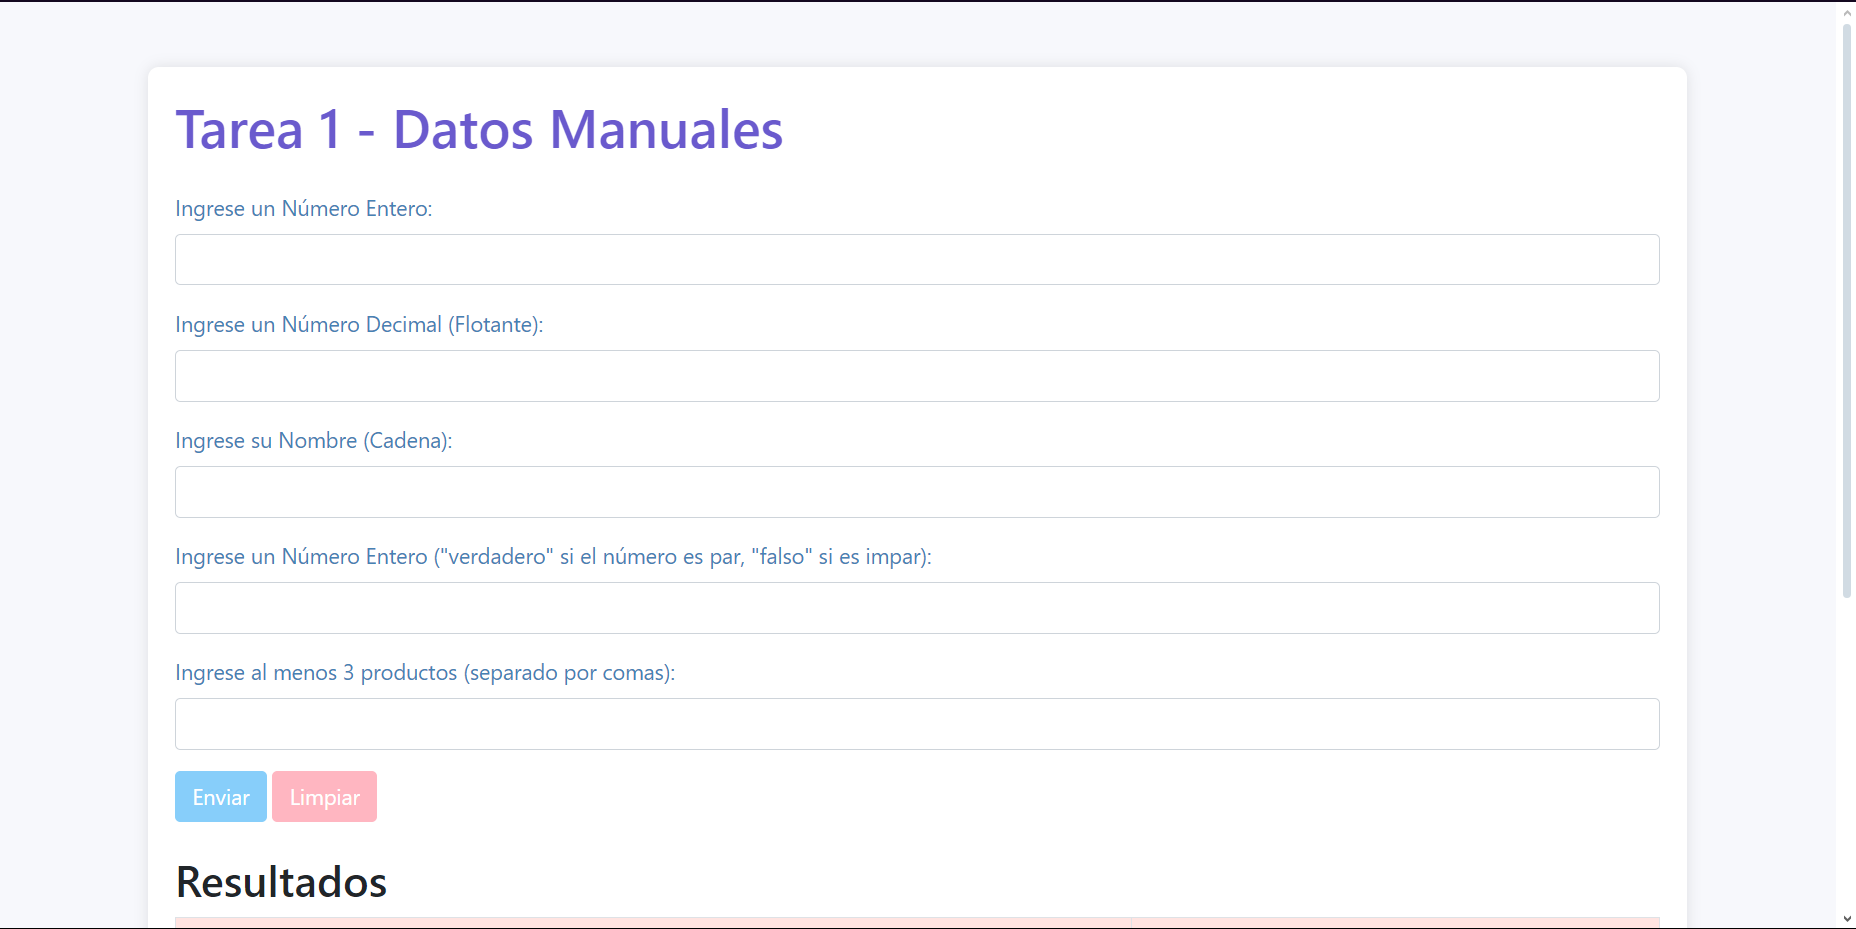 Tarea 1 - Datos Manuales
Ingrese un Número Entero:
Ingrese un Número Decimal (Flotante):
Ingrese su Nombre (Cadena):
Ingrese un Número Entero ("verdadero" si el número es par, "falso" si es impar):
Ingrese al menos 3 productos (separado por comas):
Enviar Limpiar
Resultados